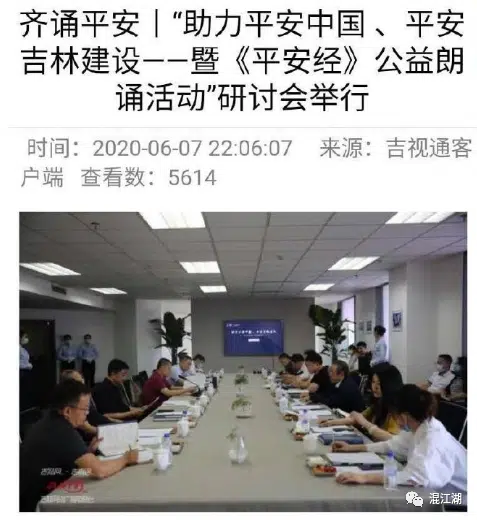 齐诵平安丨“助力平安中国、平安
吉林建设——暨《平安经》公益朗
诵活动”研讨会举行
时间：2020-06-07 22:06:07 来源：吉视通客
户端 查看数：5614
混江湖